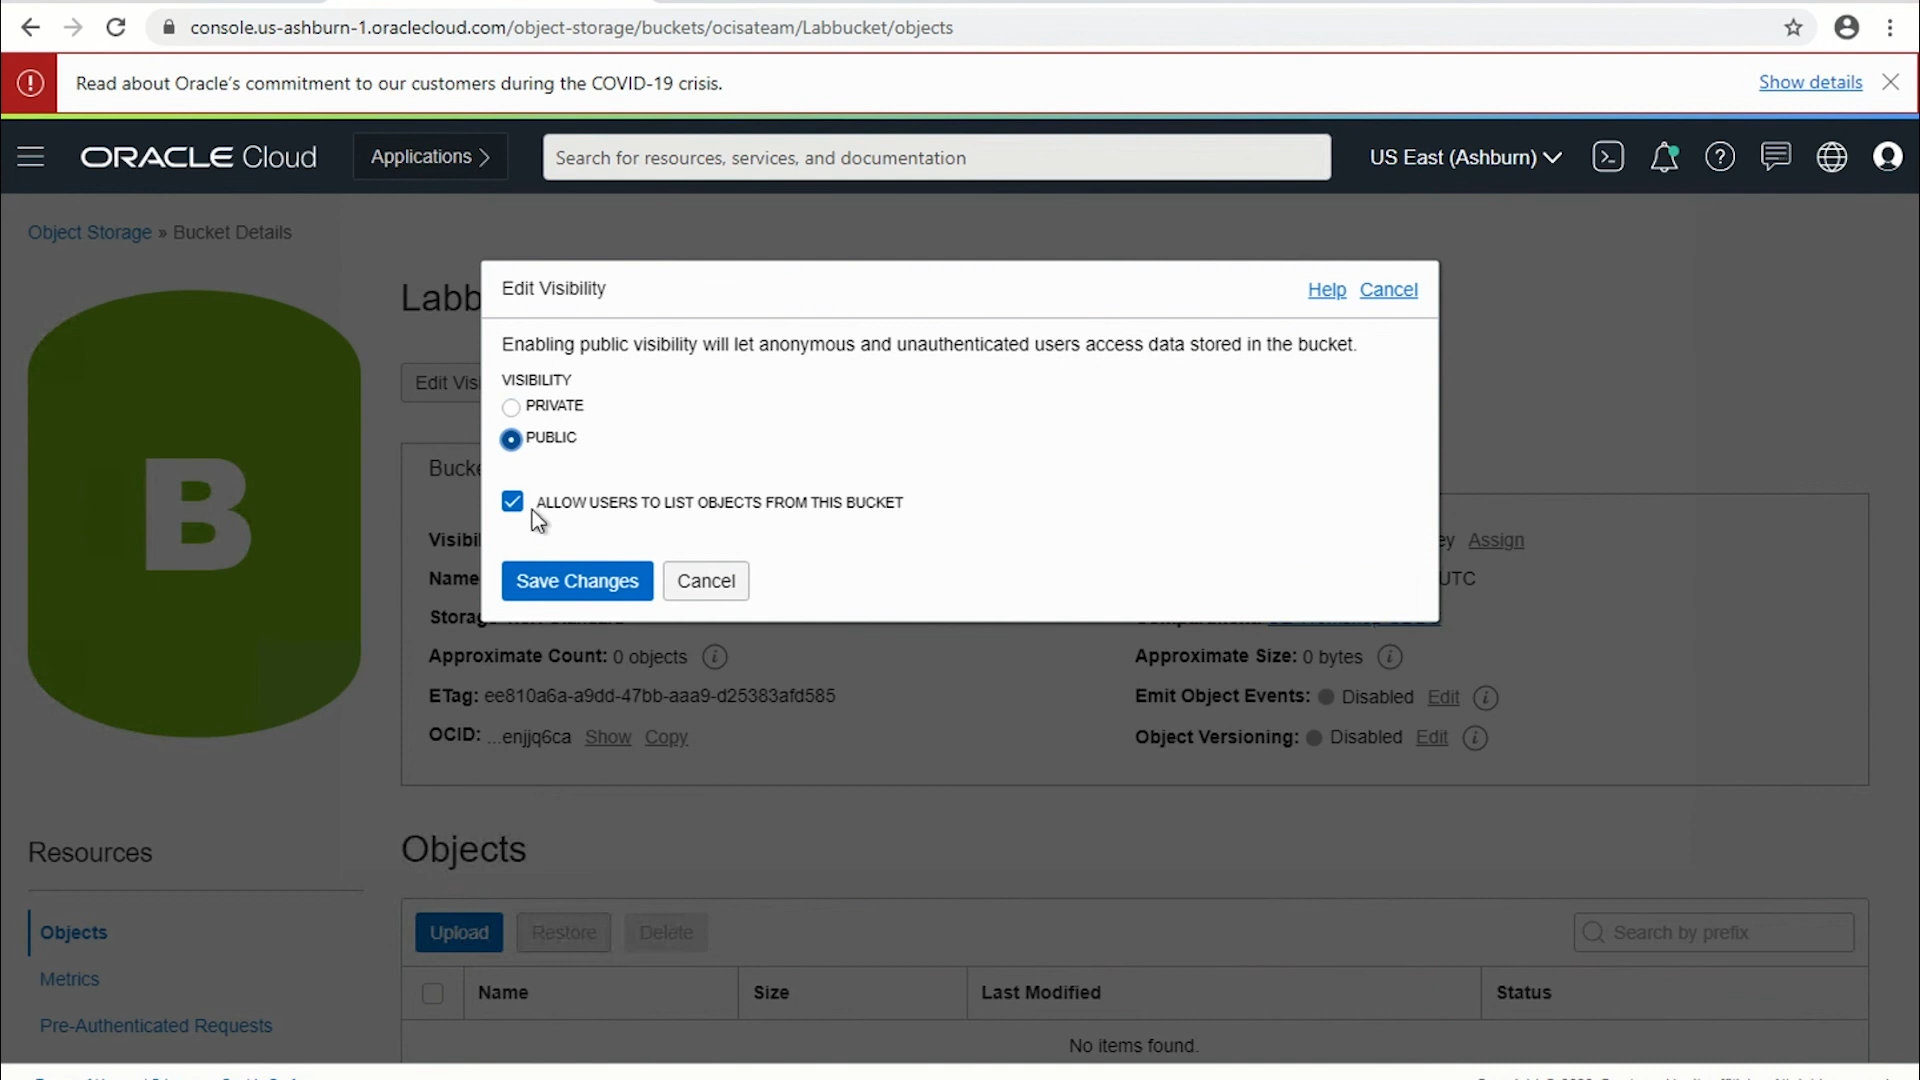 console.us-ashburn-1.oraclecloud.com/object-storage/buckets/ocisateam/Labbucket/objects
Read about Oracle's commitment to our customers during the COVID-19 crisis.
Show details
ORACLE Cloud
Applications
Search for resources, services, and documentation
US East (Ashburn)
Object Storage » Bucket Details
Labb
Edit Visibility
Help Cancel
Enabling public visibility will let anonymous and unauthenticated users access data stored in the bucket.
VISIBILITY
PRIVATE
PUBLIC
ALLOW USERS TO LIST OBJECTS FROM THIS BUCKET
Save Changes
Cancel
B
Edit Vis
Buck
Visibil
Assign
Name
UTC
Storag
Approximate Count: 0 objects
Approximate Size: 0 bytes
ETag: ee810a6a-a9dd-47bb-aaa9-d25383afd585
Emit Object Events: Disabled Edit
OCID: ...enjjq6ca Show Copy
Object Versioning: Disabled Edit
Resources
Objects
Metrics
Pre-Authenticated Requests
Objects
Upload
Restore
Delete
Search by prefix
Name
Size
Last Modified
Status
No items found.